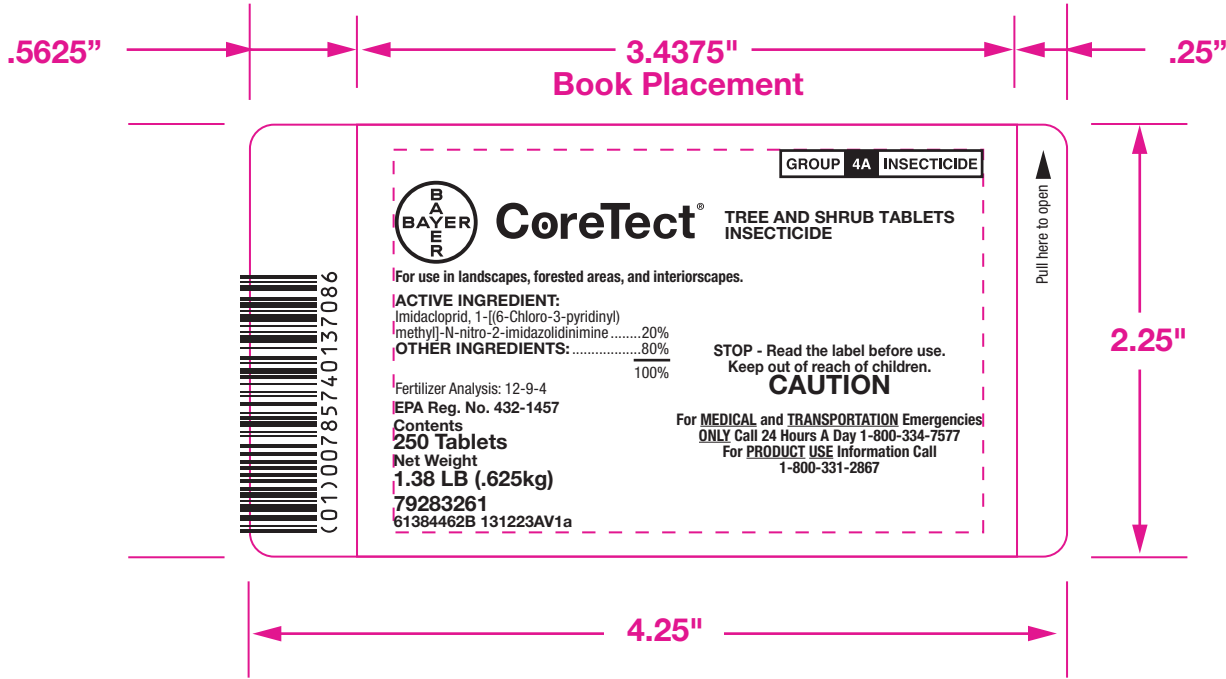 .5625”
3.4375"
.25”
Book Placement
GROUP 4A INSECTICIDE
BAYER
BAYER
CoreTect®
TREE AND SHRUB TABLETS
INSECTICIDE
For use in landscapes, forested areas, and interiorscapes.
ACTIVE INGREDIENT:
Imidacloprid, 1-[(6-Chloro-3-pyridinyl)
methyl]-N-nitro-2-imidazolidinimine ........20%
OTHER INGREDIENTS: ..................80%
100%
Fertilizer Analysis: 12-9-4
EPA Reg. No. 432-1457
Contents
250 Tablets
Net Weight
1.38 LB (.625kg)
79283261
61384462B 131223AV1a
STOP - Read the label before use.
Keep out of reach of children.
CAUTION
For MEDICAL and TRANSPORTATION Emergencies
ONLY Call 24 Hours A Day 1-800-334-7577
For PRODUCT USE Information Call
1-800-331-2867
(01)00785740137086
Pull here to open
2.25"
4.25"